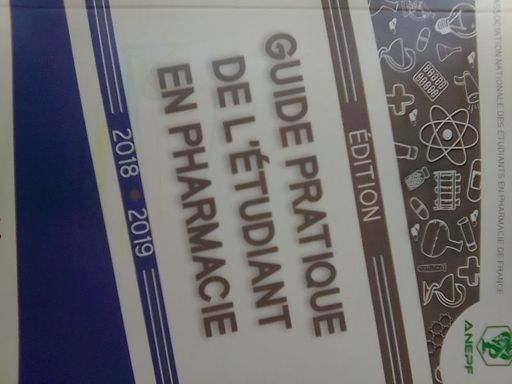 ASSOCIATION NATIONALE DES ÉTUDIANTS EN PHARMACIE DE FRANCE
ANEPF
ÉDITION
GUIDE PRATIQUE
DE L'ÉTUDIANT
EN PHARMACIE
2018 • 2019